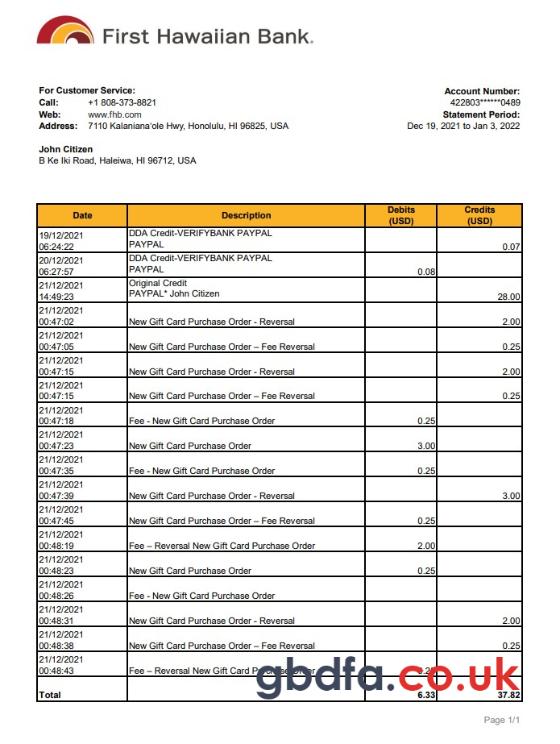 First Hawaiian Bank.
For Customer Service:
Call: +1 808-373-8821
Web: www.fhb.com
Address: 7110 Kalaniana'ole Hwy, Honolulu, HI 96825, USA
Account Number:
422803******0489
Statement Period:
Dec 19, 2021 to Jan 3, 2022
John Citizen
B Ke Iki Road, Haleiwa, HI 96712, USA
Date Description Debits (USD) Credits (USD)
19/12/2021 DDA Credit-VERIFYBANK PAYPAL
06:24:22 PAYPAL 0.07
20/12/2021 DDA Credit-VERIFYBANK PAYPAL
06:27:57 PAYPAL 0.08
21/12/2021 Original Credit
14:49:23 PAYPAL* John Citizen 28.00
21/12/2021
00:47:02 New Gift Card Purchase Order - Reversal 2.00
21/12/2021
00:47:05 New Gift Card Purchase Order – Fee Reversal 0.25
21/12/2021
00:47:15 New Gift Card Purchase Order - Reversal 2.00
21/12/2021
00:47:15 New Gift Card Purchase Order – Fee Reversal 0.25
21/12/2021
00:47:18 Fee - New Gift Card Purchase Order 0.25
21/12/2021
00:47:23 New Gift Card Purchase Order 3.00
21/12/2021
00:47:35 Fee - New Gift Card Purchase Order 0.25
21/12/2021
00:47:39 New Gift Card Purchase Order - Reversal 3.00
21/12/2021
00:47:45 New Gift Card Purchase Order – Fee Reversal 0.25
21/12/2021
00:48:19 Fee – Reversal New Gift Card Purchase Order 2.00
21/12/2021
00:48:23 New Gift Card Purchase Order 0.25
21/12/2021
00:48:26 Fee - New Gift Card Purchase Order
21/12/2021
00:48:31 New Gift Card Purchase Order - Reversal 2.00
21/12/2021
00:48:38 New Gift Card Purchase Order – Fee Reversal 0.25
21/12/2021
00:48:43 Fee – Reversal New Gift Card Purchase Order
gbdfa.co.uk
Total 6.33 37.82
Page 1/1